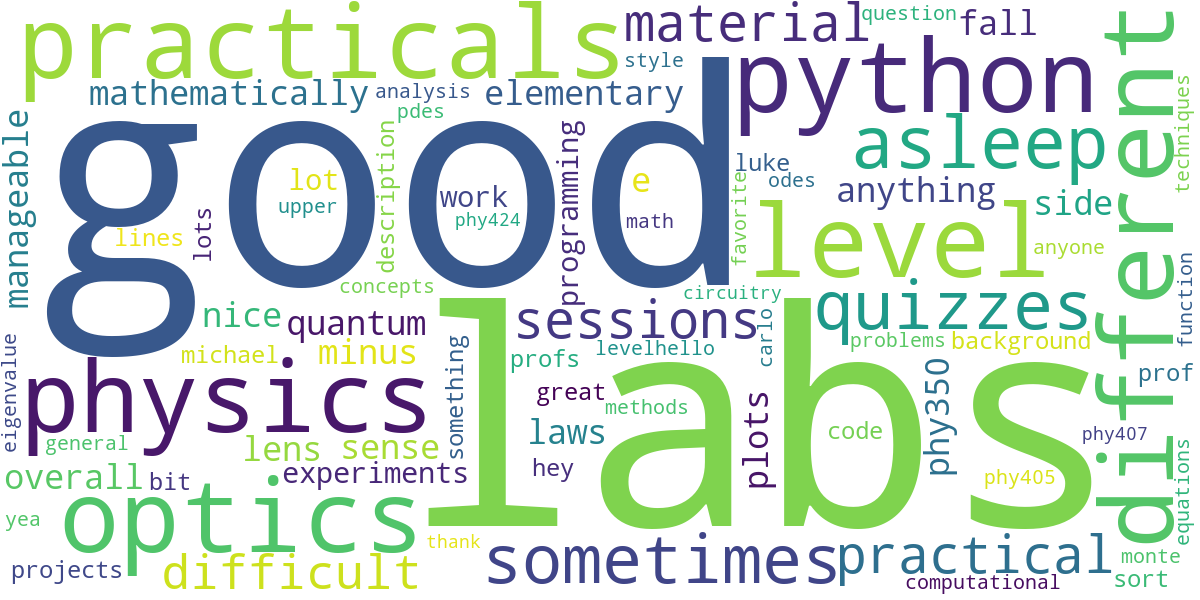 practicals
material
question
fall
style
python
different
techniques
mathematically
analysis
elementary
pdes
good
manageable
description
programming
asleep
luke
odes
favorite
anything
side
lot
upper
work
phy424
e
math
lots
lines
level
anyone
concepts
circuitry
quizzes
function
nice
quantum
sessions
labs
michael
minus
something
profs
levelhello
carlo
problems
background
eigenvalue
physics
great
methods
plots
phy350
prof
general
lens
sense
laws
code
phy407
overall
bit
experiments
hey
phy405
equations
optics
yea
thank
projects
difficult
sometimes
practical
computational
monte
sort